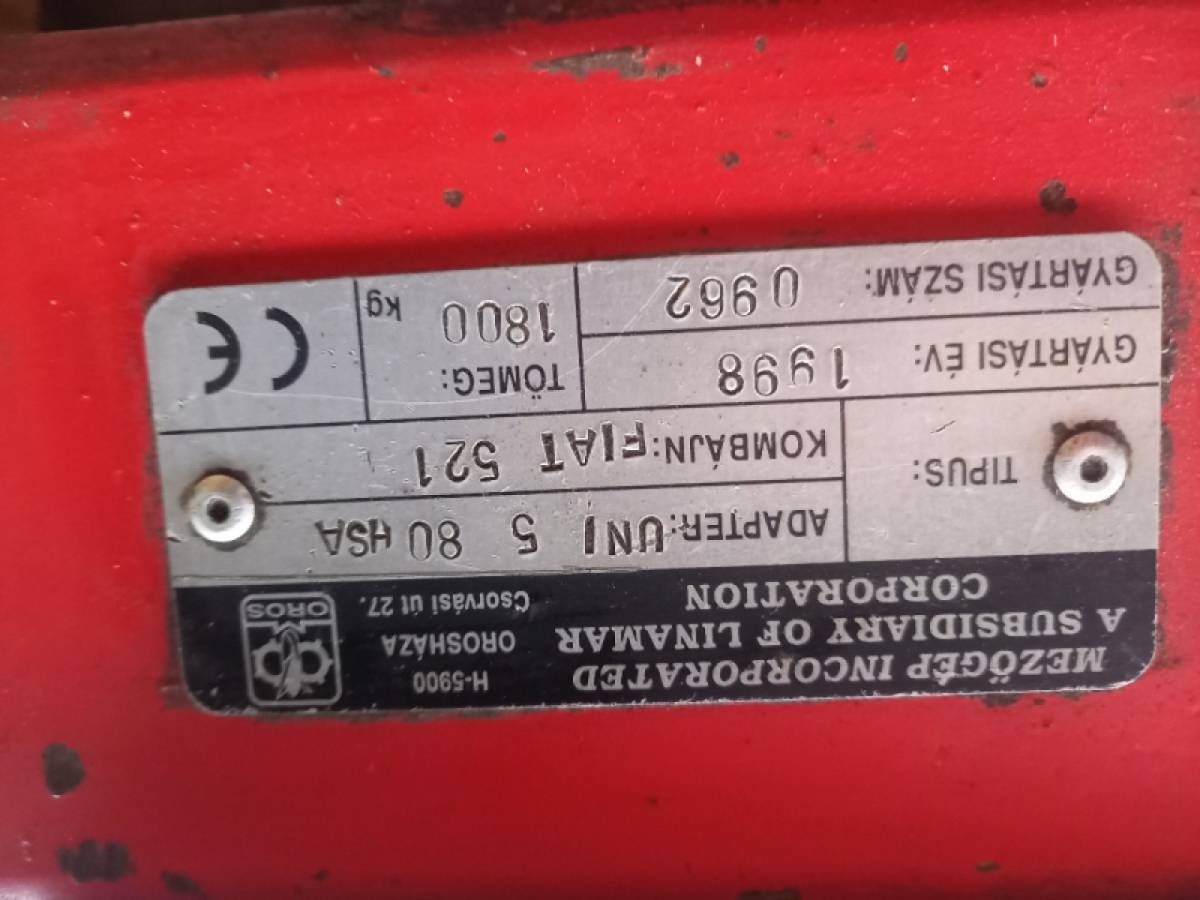 MEZŐGÉP INCORPORATED
A SUBSIDIARY OF LINAMAR
CORPORATION
H-5900
OROSHÁZA
Csorvási út 27.
OROS
TIPUS:
ADAPTER: UNI 5 80 HSA
KOMBÁJN: FIAT 521
GYÁRTÁSI ÉV: 1998
GYÁRTÁSI SZÁM: 0962
TÖMEG:
1800 kg
CE